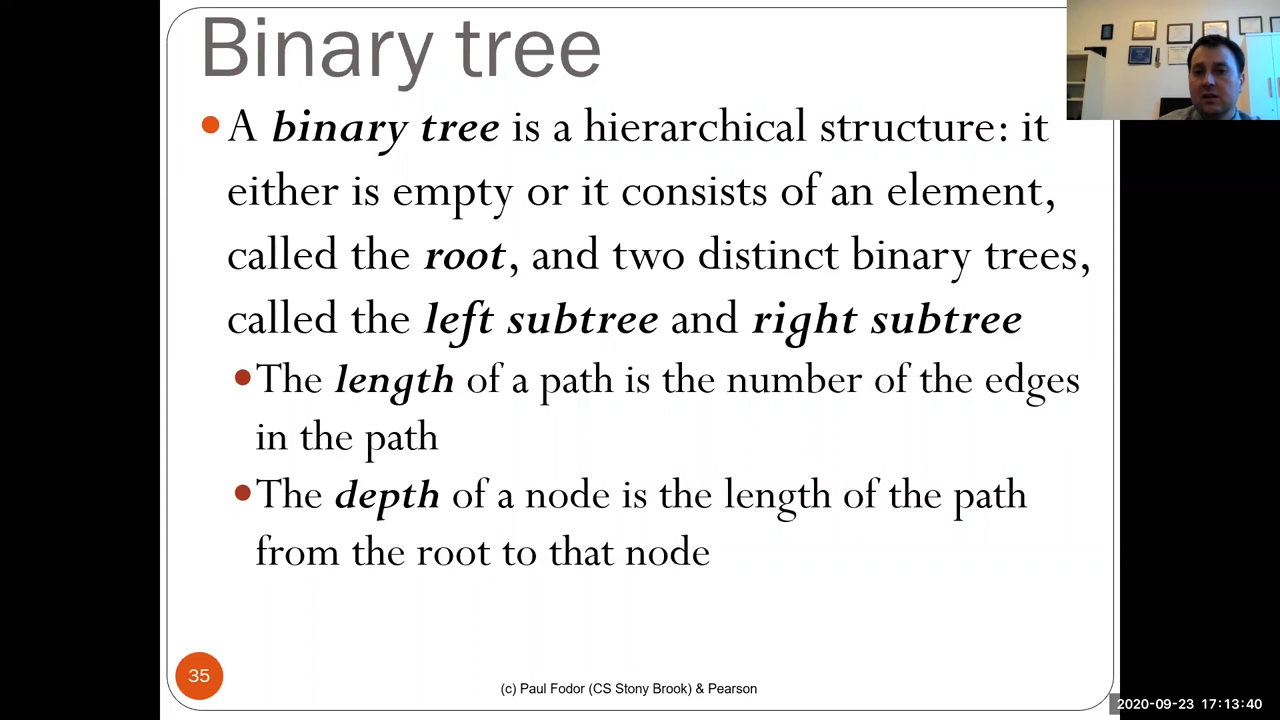 Binary tree
• A binary tree is a hierarchical structure: it
either is empty or it consists of an element,
called the root, and two distinct binary trees,
called the left subtree and right subtree
• The length of a path is the number of the edges
in the path
• The depth of a node is the length of the path
from the root to that node
35
(c) Paul Fodor (CS Stony Brook) & Pearson
2020-09-23 17:13:40